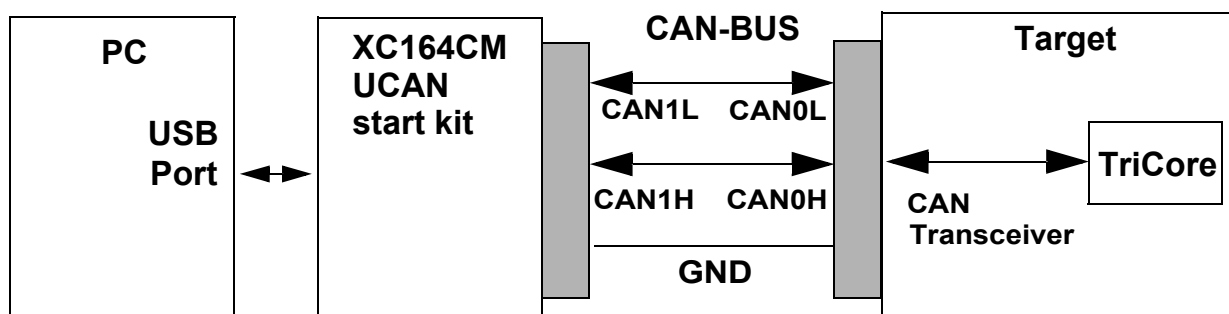 PC
USB
Port
XC164CM
UCAN
start kit
CAN-BUS
CAN1L CAN0L
CAN1H CAN0H
GND
Target
TriCore
CAN
Transceiver